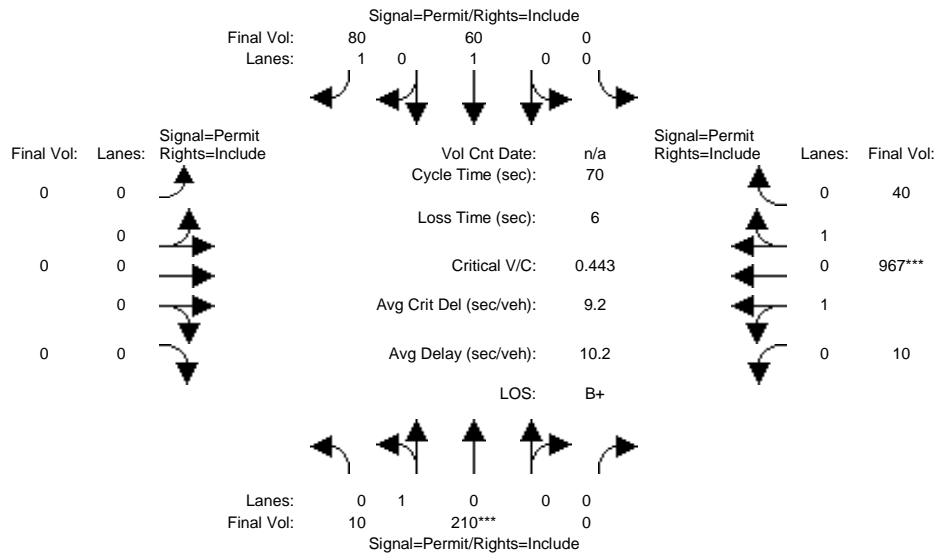 Signal=Permit/Rights=Include
Final Vol: 80 60 0
Lanes: 1 0 1 0 0
Signal=Permit
Final Vol: Lanes: Rights=Include
Vol Cnt Date: n/a
Signal=Permit
Rights=Include Lanes: Final Vol:
Cycle Time (sec): 70
0 0
0 40
Loss Time (sec): 6
0
1
0 0
Critical V/C: 0.443
0 967***
0
Avg Crit Del (sec/veh): 9.2
1
0 0
Avg Delay (sec/veh): 10.2
0 10
LOS: B+
Lanes: 0 1 0 0 0
Final Vol: 10 210*** 0
Signal=Permit/Rights=Include